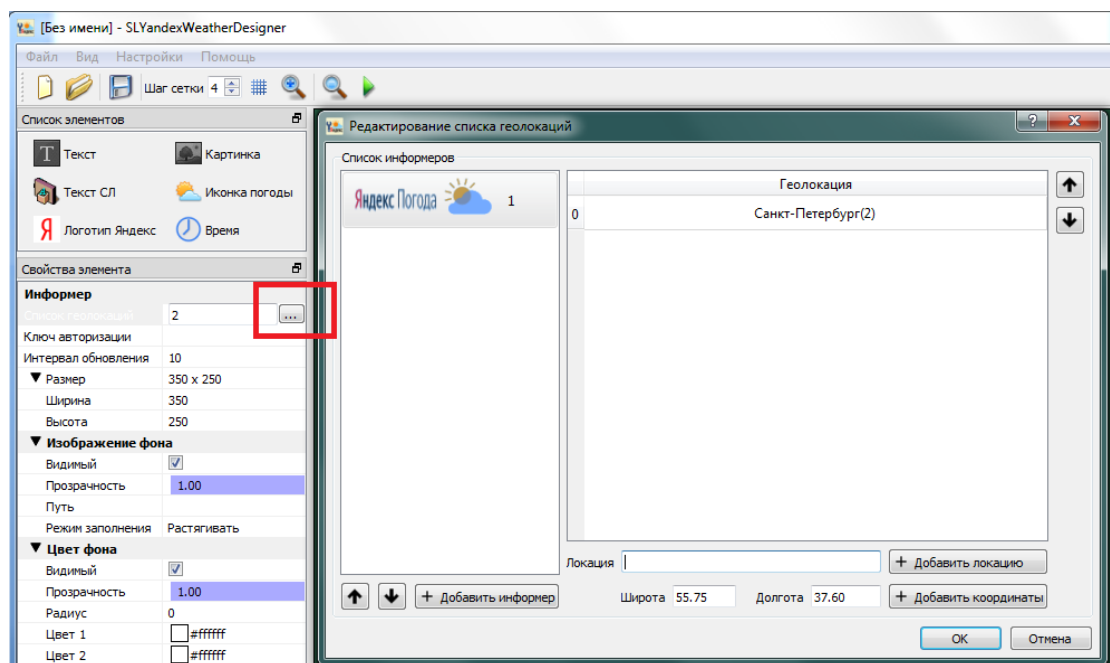 [Без имени] - SLYandexWeatherDesigner
Файл Вид Настройки Помощь
Шаг сетки 4
Список элементов
Текст Картинка
Текст СЛ Иконка погоды
Я Логотип Яндекс Время
Свойства элемента
Информер
Список геолокаций 2 ...
Ключ авторизации
Интервал обновления 10
Размер 350 x 250
Ширина 350
Высота 250
Изображение фона
Видимый
Прозрачность 1.00
Путь
Режим заполнения Растягивать
Цвет фона
Видимый
Прозрачность 1.00
Радиус 0
Цвет 1 #ffffff
Цвет 2 #ffffff
Редактирование списка геолокаций
Список информеров
Яндекс Погода 1
Геолокация
0 Санкт-Петербург(2)
Локация + Добавить локацию
+ Добавить информер Широта 55.75 Долгота 37.60 + Добавить координаты
OK Отмена